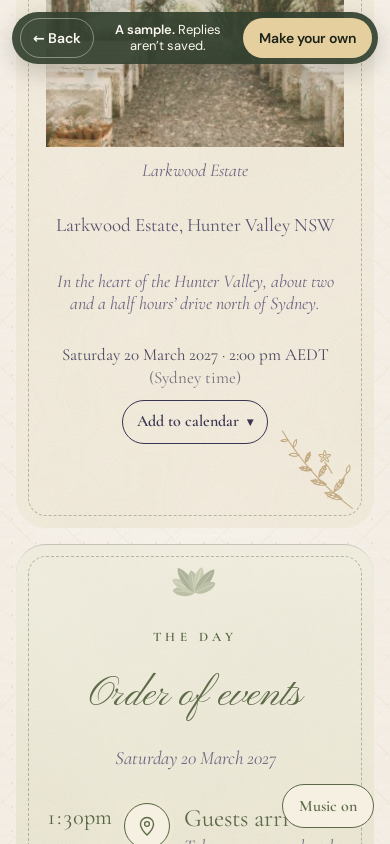 ← Back
A sample. Replies
aren't saved.
Make your own
Larkwood Estate
Larkwood Estate, Hunter Valley NSW
In the heart of the Hunter Valley, about two
and a half hours' drive north of Sydney.
Saturday 20 March 2027 · 2:00 pm AEDT
(Sydney time)
Add to calendar ▾
THE DAY
Order of events
Saturday 20 March 2027
1:30pm
Guests
Music on